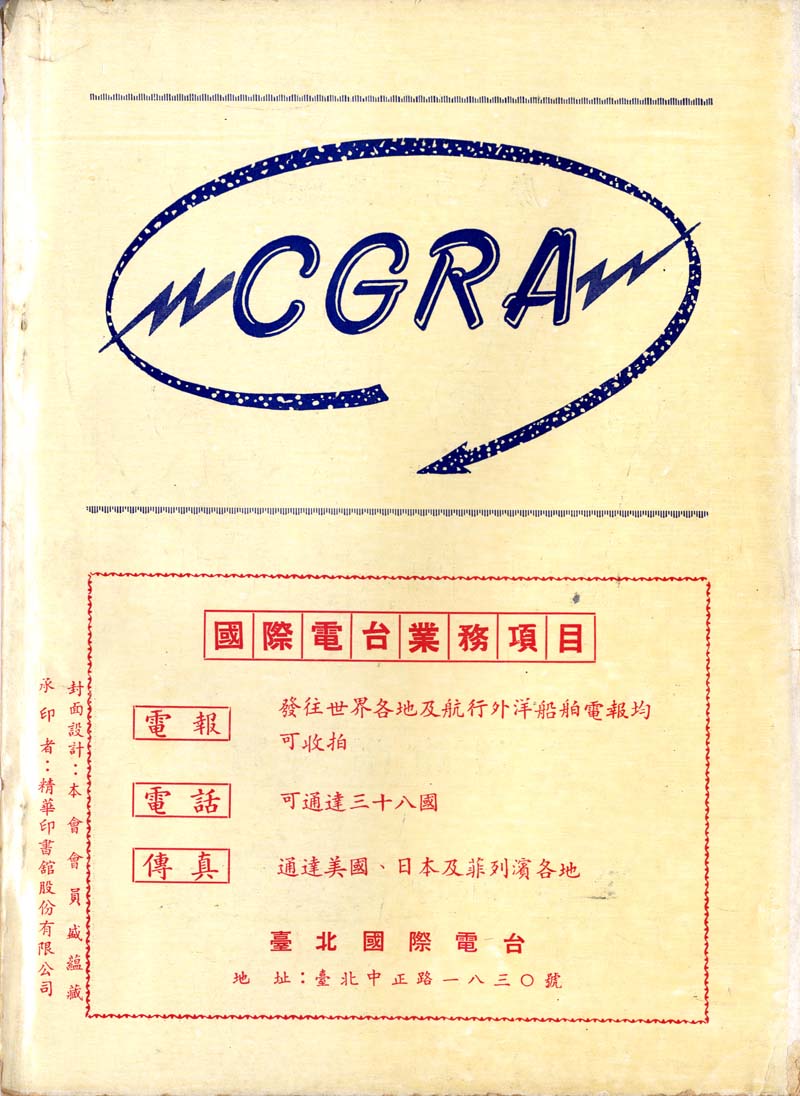 CGRA
國際電台業務項目
電報
發往世界各地及航行外洋船舶電報均
可收拍
電話
可通達三十八國
傳真
通達美國、日本及菲列濱各地
臺北國際電台
地址：臺北中正路一八三〇號
封面設計：本會會員盛蘊藏
承印者：精華印書館股份有限公司